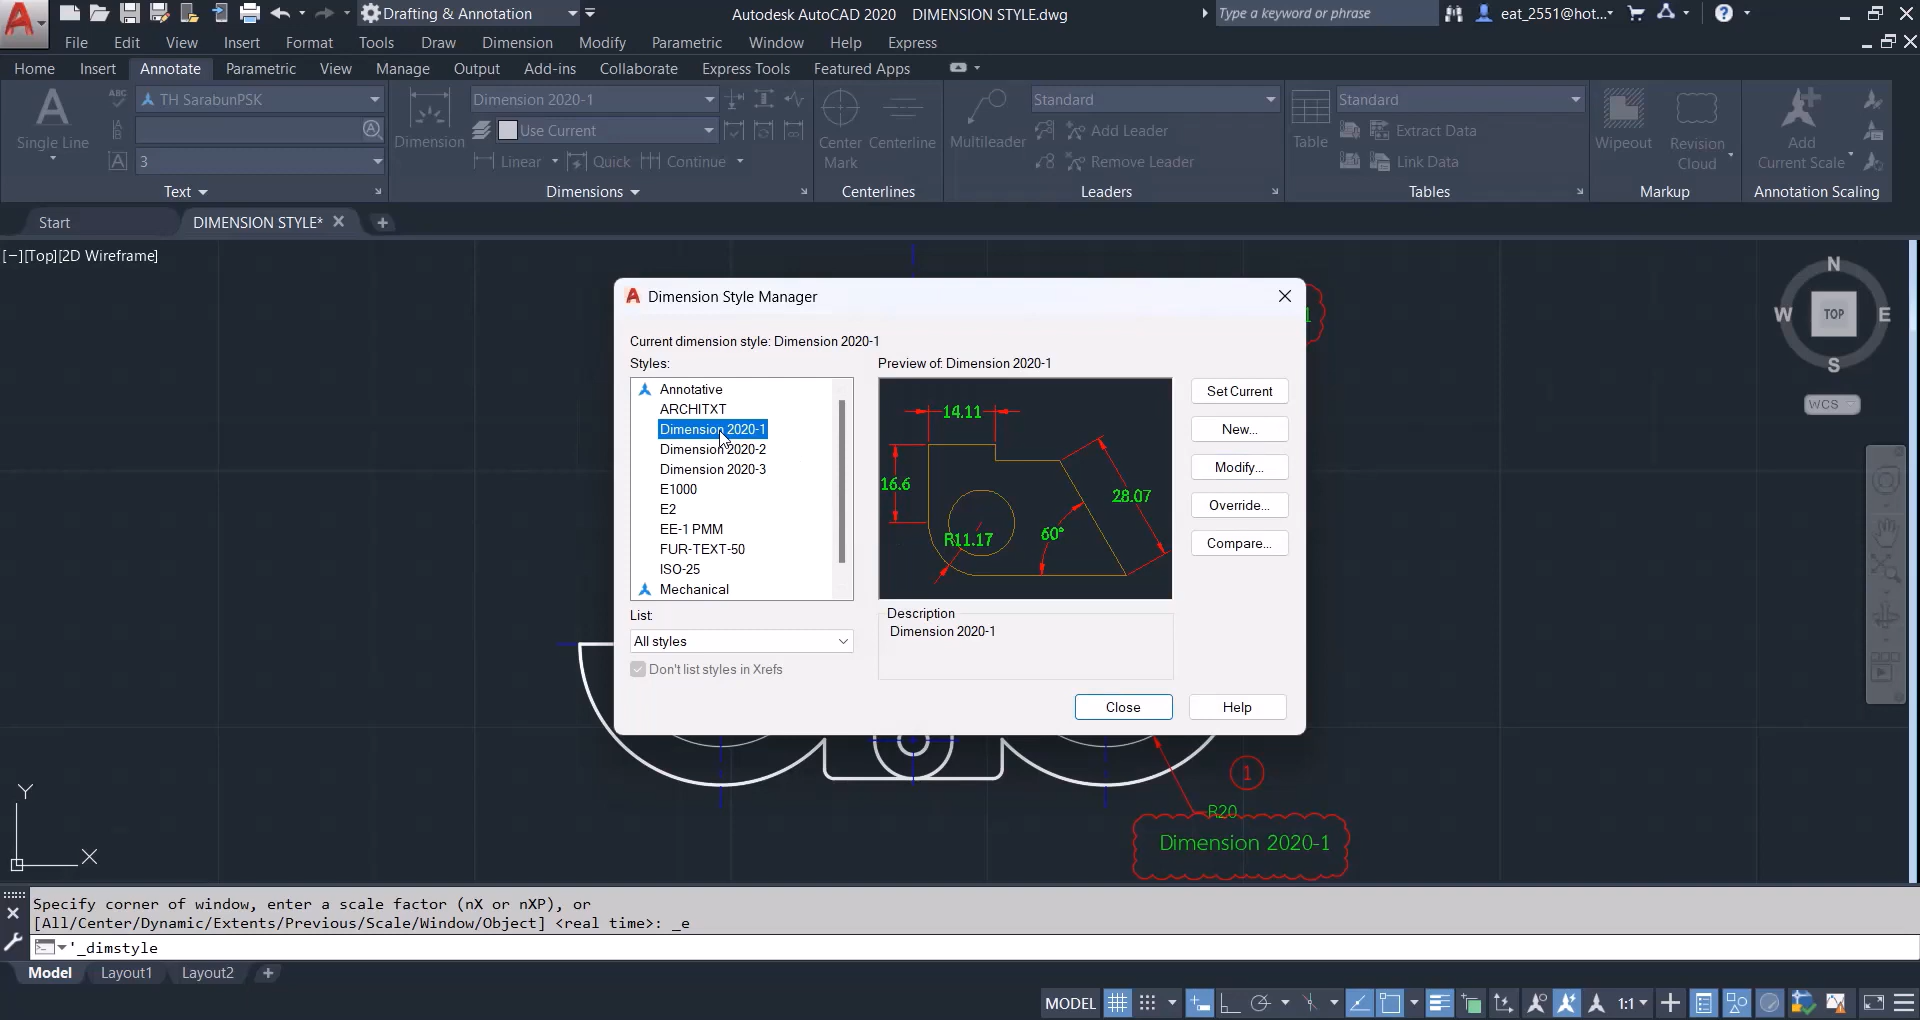 Drafting & Annotation
Autodesk AutoCAD 2020 DIMENSION STYLE.dwg
Type a keyword or phrase
eat_2551@hot...
File Edit View Insert Format Tools Draw Dimension Modify Parametric Window Help Express
Home Insert Annotate Parametric View Manage Output Add-ins Collaborate Express Tools Featured Apps
ABC
A
Single Line
TH SarabunPSK
3
Text
Dimension
Dimension 2020-1
Use Current
Linear Quick Continue
Dimensions
Center Mark
Centerline
Centerlines
Multileader
Standard
Add Leader
Remove Leader
Leaders
Table
Standard
Extract Data
Link Data
Tables
Wipeout
Revision Cloud
Markup
Add Current Scale
Annotation Scaling
Start
DIMENSION STYLE*
[−][Top][2D Wireframe]
N
W TOP E
S
WCS
Dimension Style Manager
Current dimension style: Dimension 2020-1
Styles:
Annotative
ARCHITXT
Dimension 2020-1
Dimension 2020-2
Dimension 2020-3
E1000
E2
EE-1 PMM
FUR-TEXT-50
ISO-25
Mechanical
List:
All styles
Don't list styles in Xrefs
Preview of: Dimension 2020-1
14.11
16.6
28.07
R11.17
60°
Description
Dimension 2020-1
Set Current
New...
Modify...
Override...
Compare...
Close
Help
1
1
R20
Dimension 2020-1
Y
X
Specify corner of window, enter a scale factor (nX or nXP), or
[All/Center/Dynamic/Extents/Previous/Scale/Window/Object] <real time>: _e
'_dimstyle
Model Layout1 Layout2
MODEL
1:1